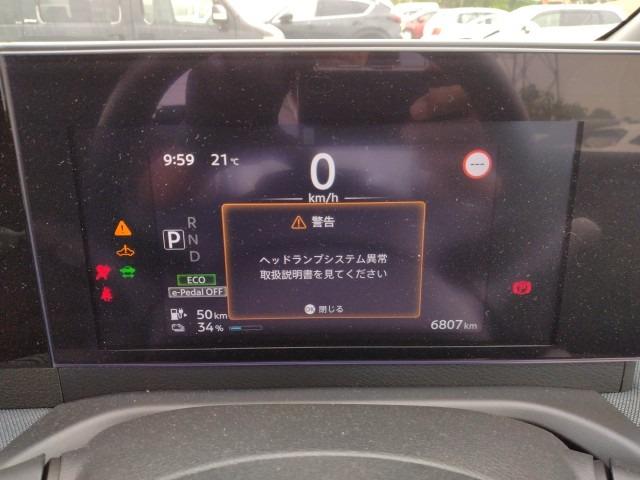 9:59 21℃
0
km/h
---
R
P N
D
ECO
e-Pedal OFF
50km
34%
警告
ヘッドランプシステム異常
取扱説明書を見てください
OK 閉じる
6807km